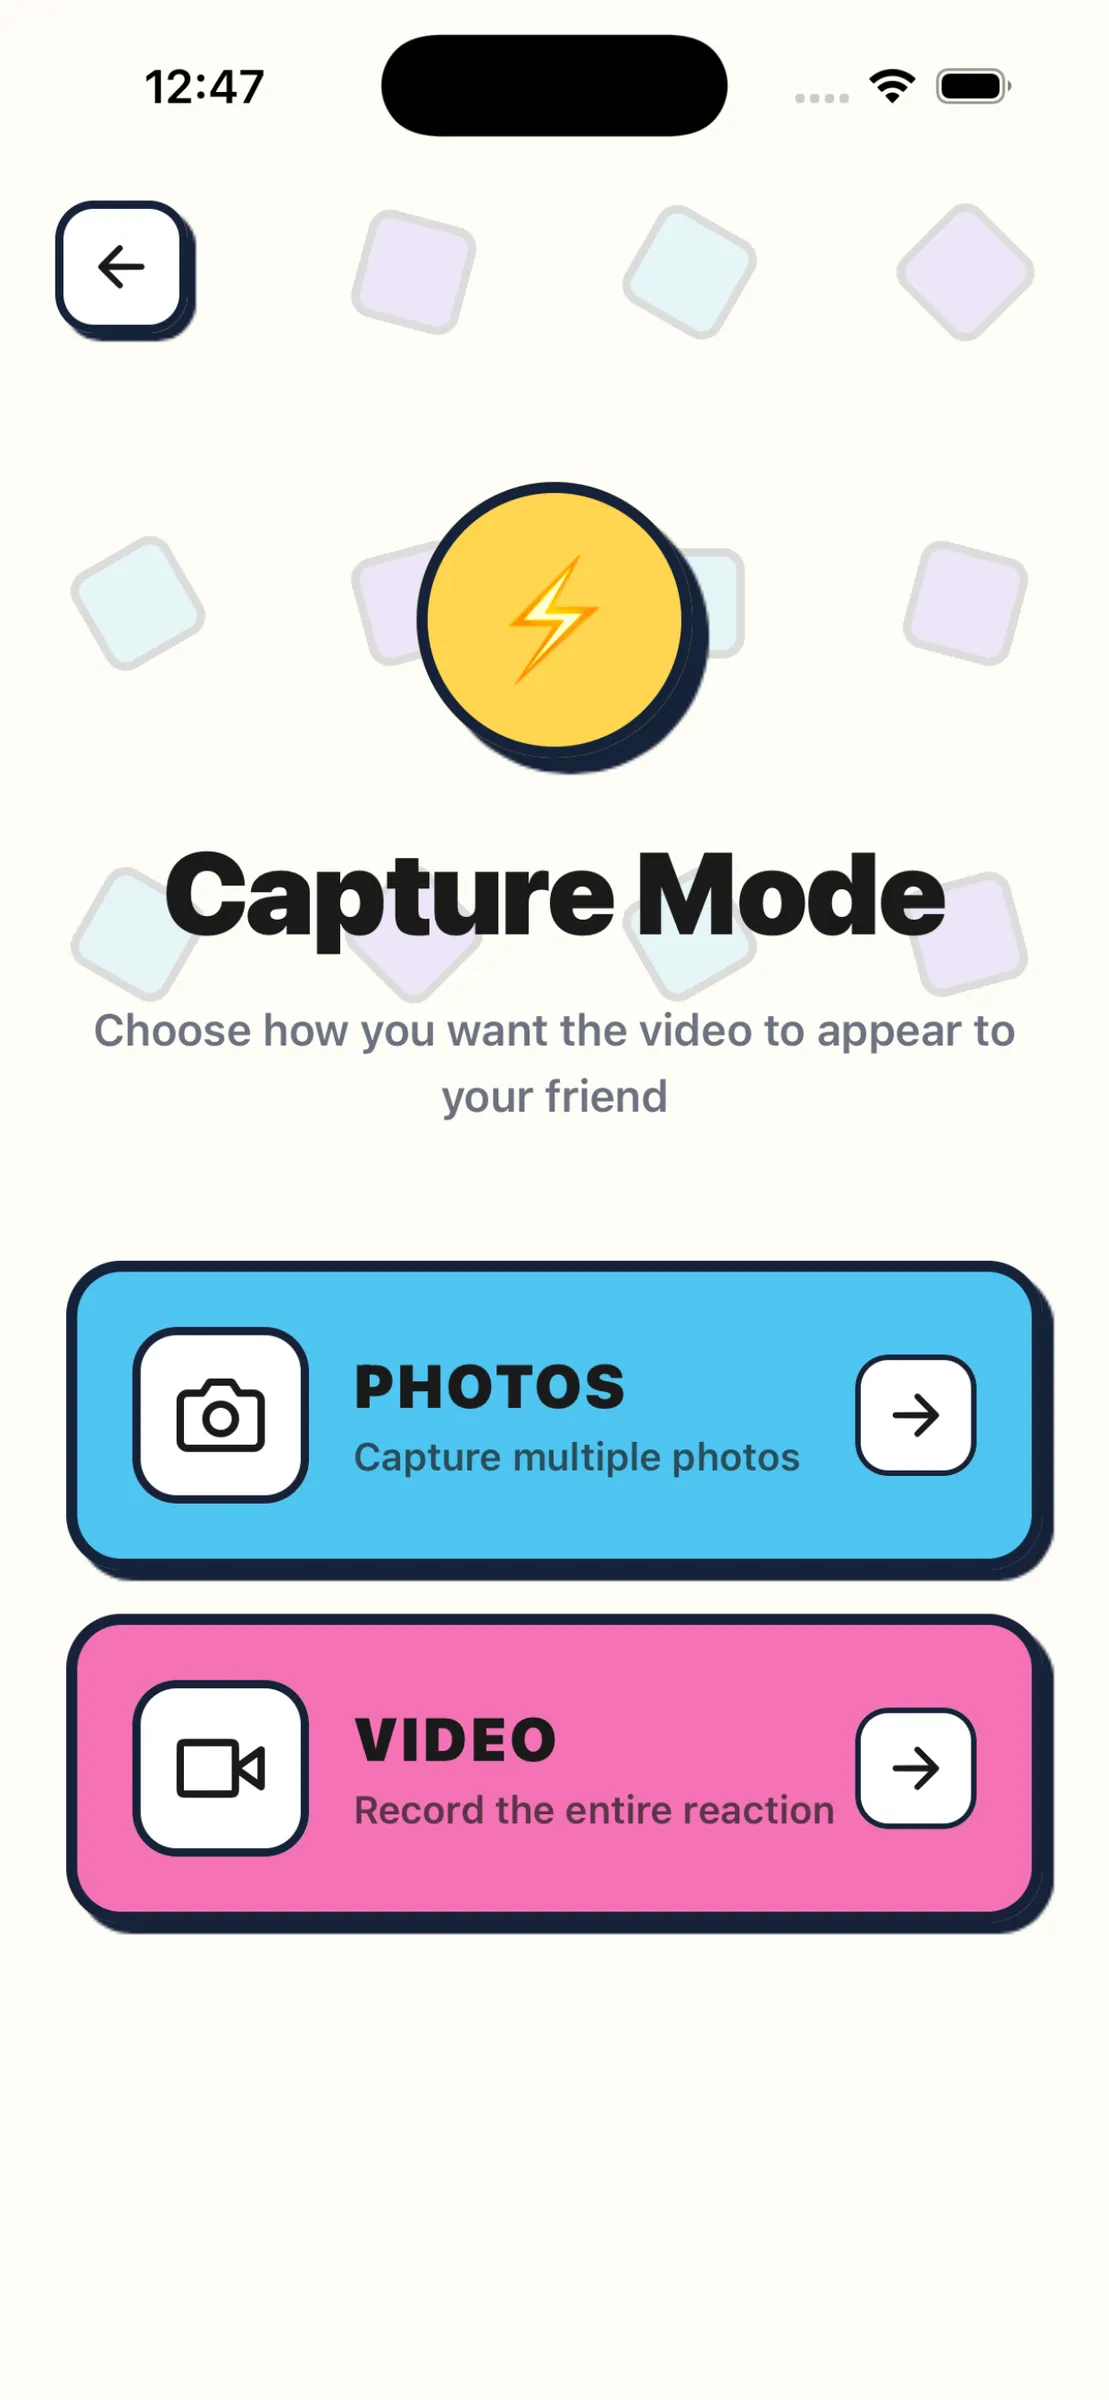 12:47
Capture Mode
Choose how you want the video to appear to
your friend
PHOTOS
Capture multiple photos
VIDEO
Record the entire reaction